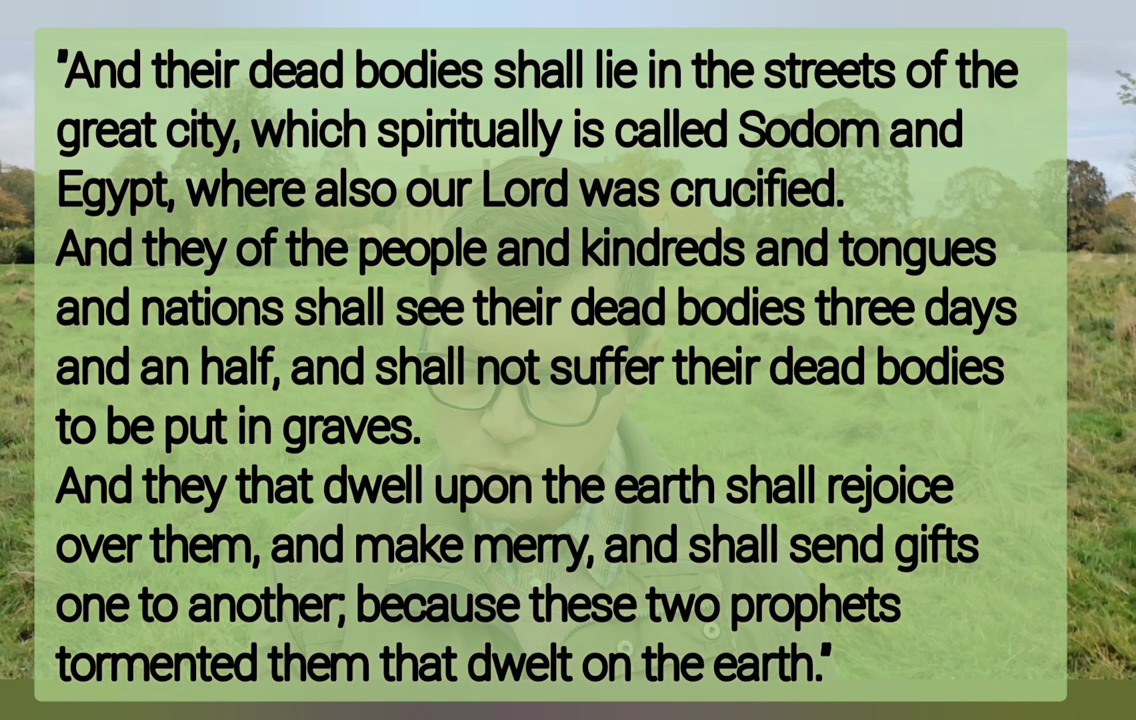 "And their dead bodies shall lie in the streets of the
great city, which spiritually is called Sodom and
Egypt, where also our Lord was crucified.
And they of the people and kindreds and tongues
and nations shall see their dead bodies three days
and an half, and shall not suffer their dead bodies
to be put in graves.
And they that dwell upon the earth shall rejoice
over them, and make merry, and shall send gifts
one to another; because these two prophets
tormented them that dwelt on the earth."